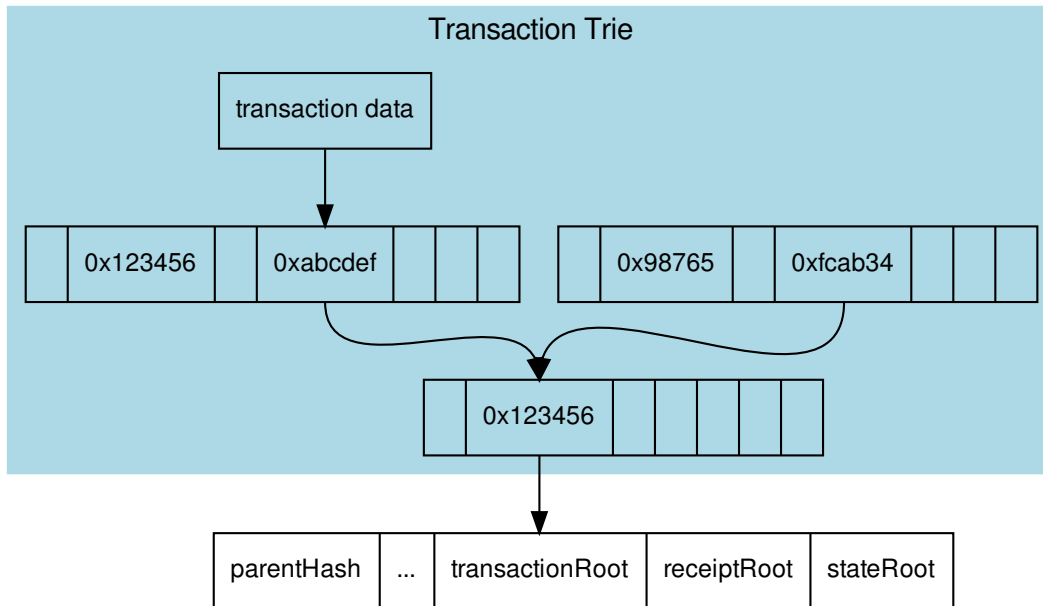 Transaction Trie
transaction data
0x123456 0xabcdef
0x98765 0xfcab34
0x123456
parentHash ... transactionRoot receiptRoot stateRoot